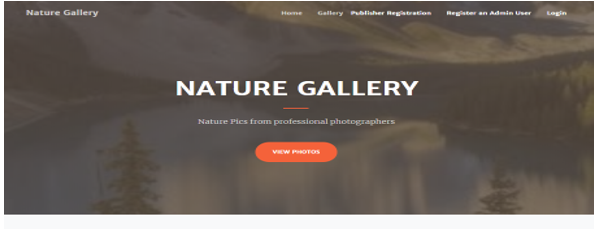 Nature Gallery
Home Gallery Publisher Registration Register an Admin User Login
NATURE GALLERY
Nature Pics from professional photographers
VIEW PHOTOS